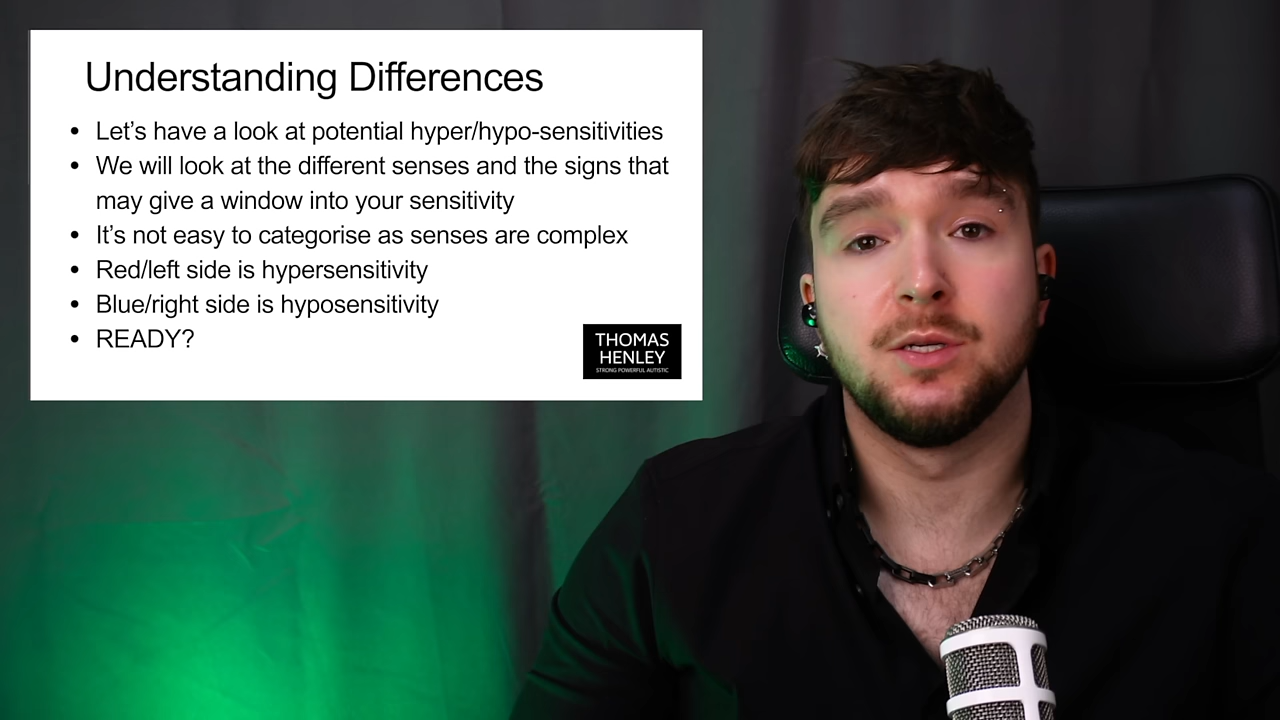 Understanding Differences
• Let’s have a look at potential hyper/hypo-sensitivities
• We will look at the different senses and the signs that
may give a window into your sensitivity
• It’s not easy to categorise as senses are complex
• Red/left side is hypersensitivity
• Blue/right side is hyposensitivity
• READY?
THOMAS
HENLEY
STRONG POWERFUL AUTISTIC